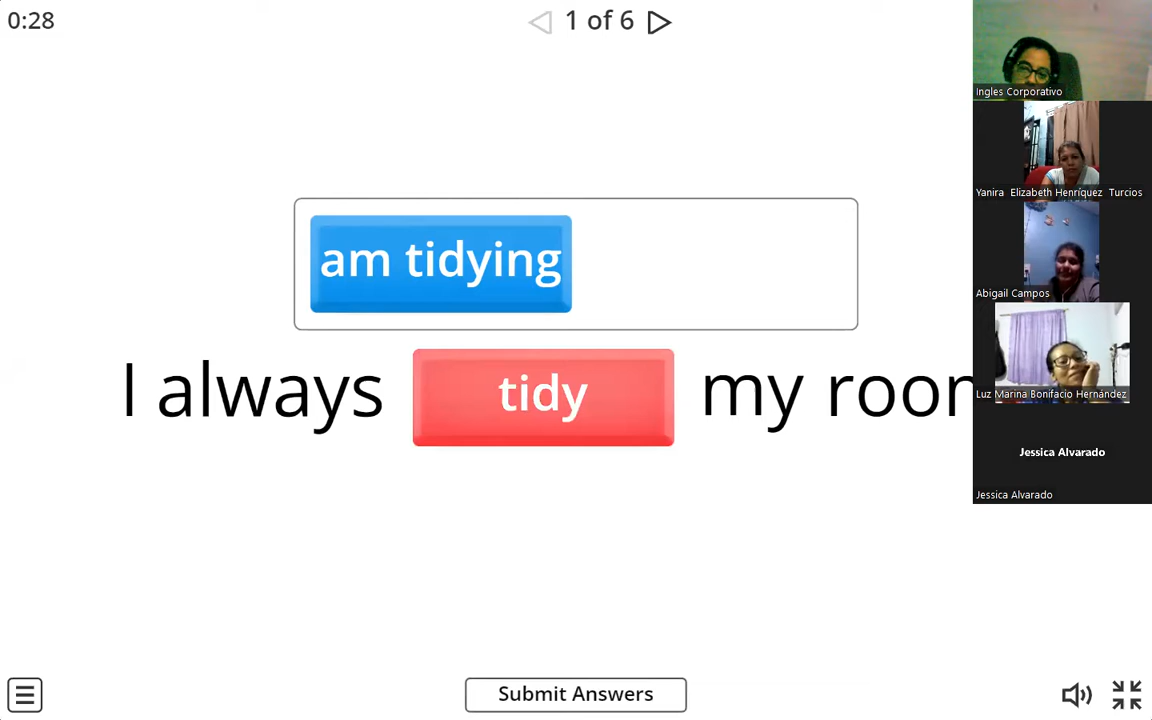 0:28
1 of 6
am tidying
I always tidy my room
Submit Answers
Ingles Corporativo
Yanira Elizabeth Henríquez Turcios
Abigail Campos
Luz Marina Bonifacio Hernández
Jessica Alvarado
Jessica Alvarado